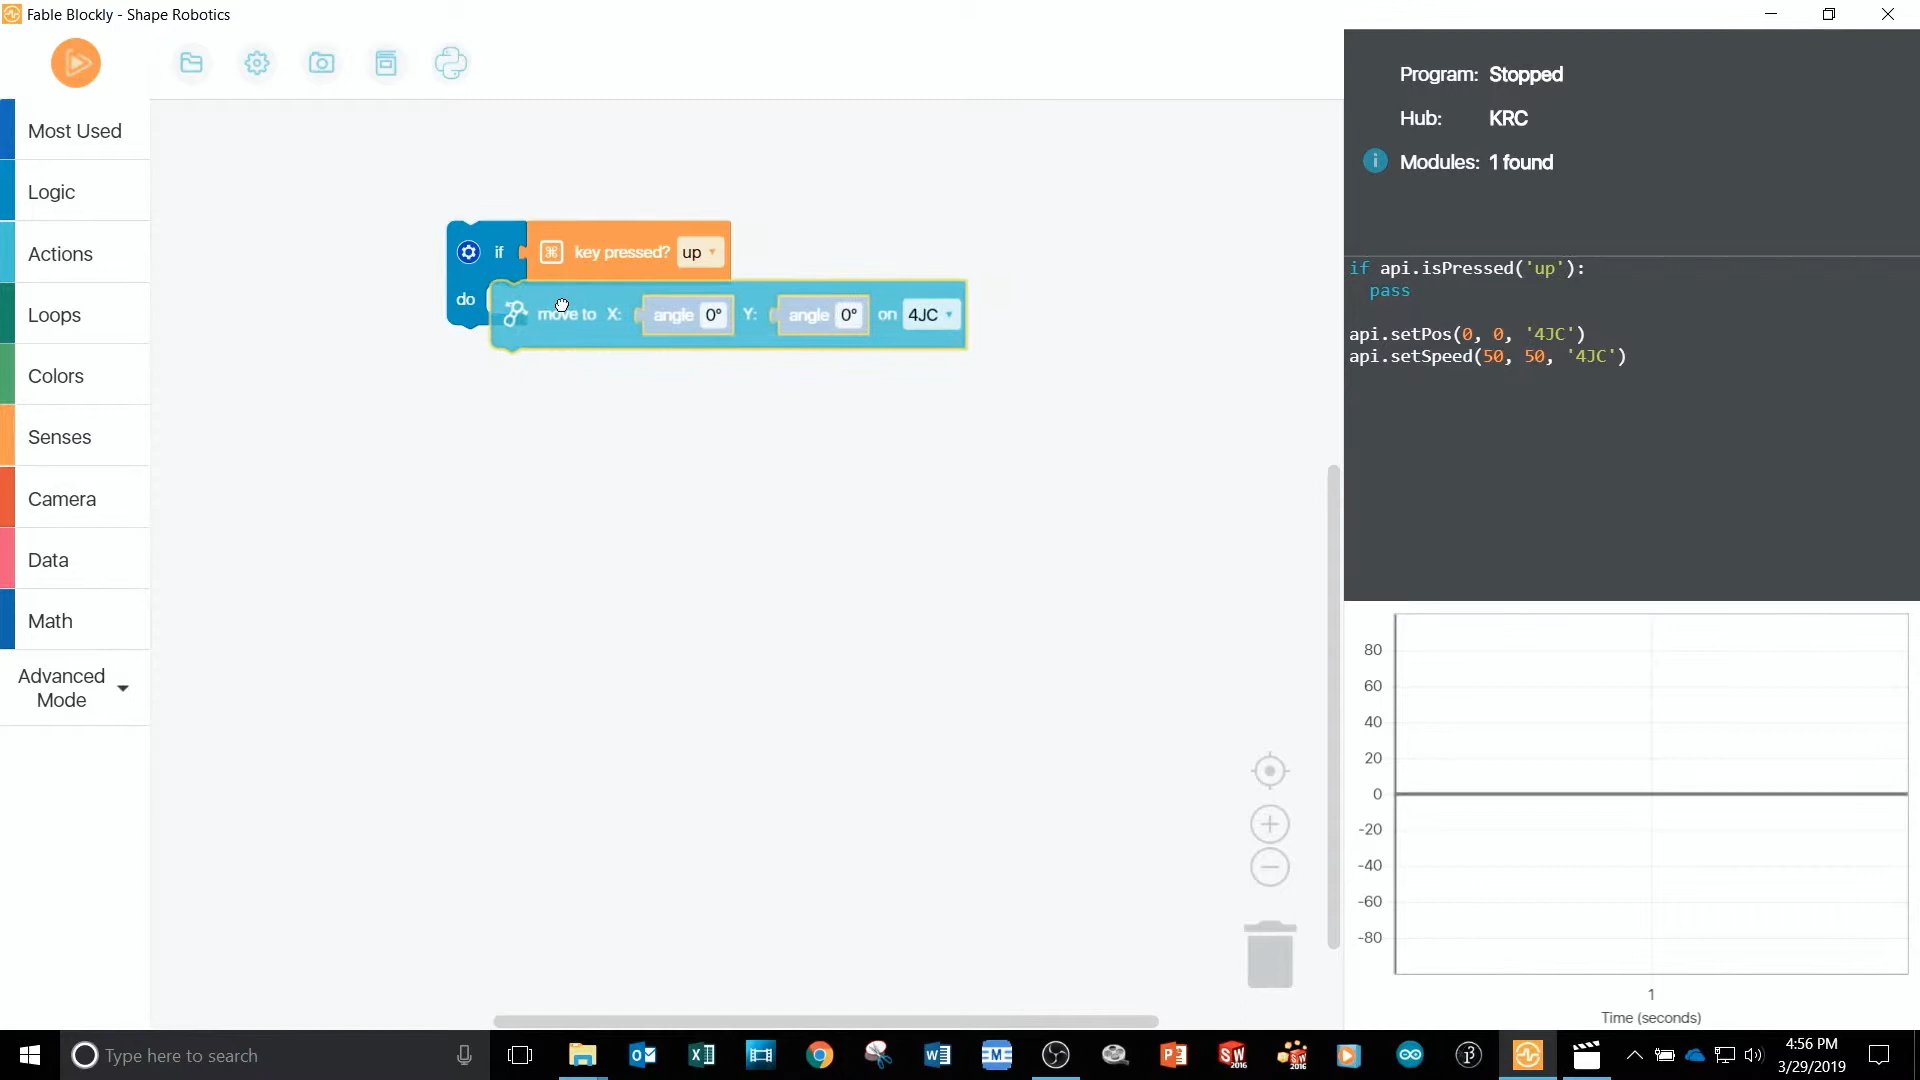 Fable Blockly - Shape Robotics
Most Used
Logic
Actions
Loops
Colors
Senses
Camera
Data
Math
Advanced
Mode
if key pressed? up
do
move to X: angle 0° Y: angle 0° on 4JC
Program: Stopped
Hub: KRC
i Modules: 1 found
if api.isPressed('up'):
pass
api.setPos(0, 0, '4JC')
api.setSpeed(50, 50, '4JC')
80
60
40
20
0
-20
-40
-60
-80
1
Time (seconds)
Type here to search
4:56 PM
3/29/2019